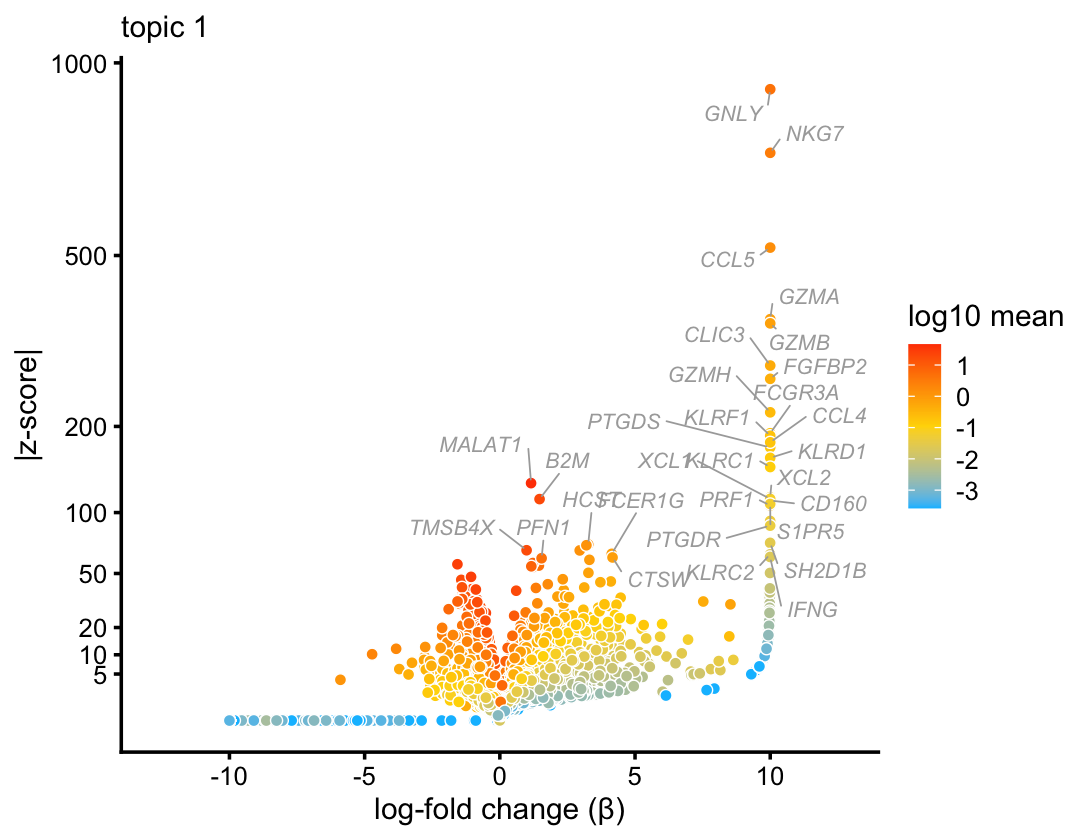 topic 1
1000
500
200
100
50
20
10
5
|z-score|
-10
-5
0
5
10
log-fold change (β)
GNLY
NKG7
CCL5
GZMA
CLIC3
GZMB
FGFBP2
GZMH
FCGR3A
PTGDS
KLRF1
CCL4
MALAT1
B2M
XCL1
KLRC1
KLRD1
XCL2
HCST
FCER1G
PRF1
CD160
TMSB4X
PFN1
PTGDR
S1PR5
CTSW
KLRC2
SH2D1B
IFNG
log10 mean
1
0
-1
-2
-3